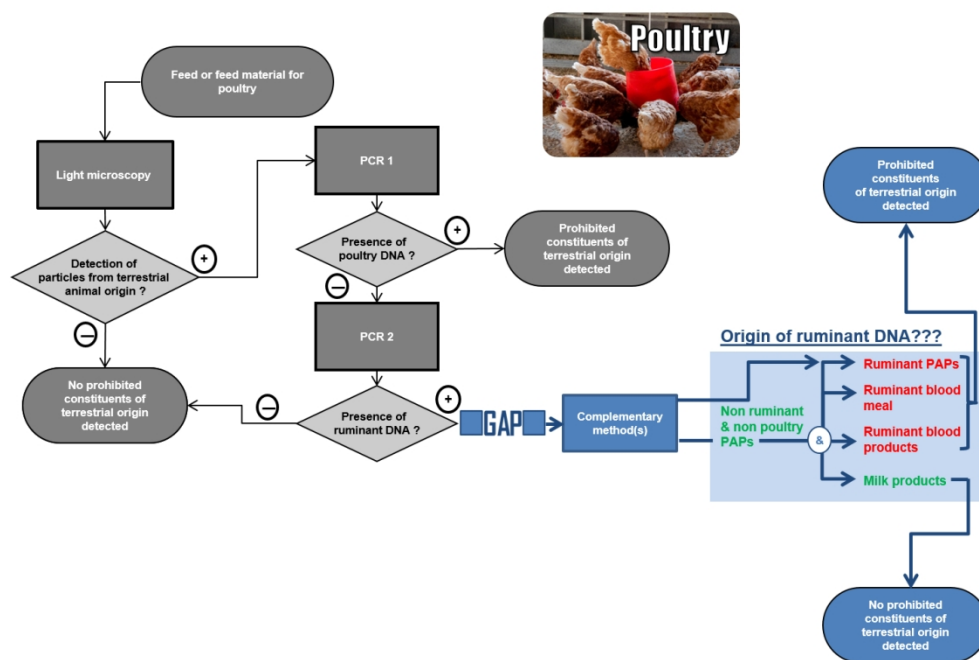 Poultry
Feed or feed material for
poultry
Light microscopy
PCR 1
Prohibited
constituents
of terrestrial origin
detected
Detection of
particles from terrestrial
animal origin ?
+
Presence of
poultry DNA ?
+
Prohibited
constituents of
terrestrial origin
detected
—
—
PCR 2
No prohibited
constituents of
terrestrial origin
detected
—
Presence of
ruminant DNA ?
+
GAP
Complementary
method(s)
Origin of ruminant DNA???
Non ruminant
& non poultry
PAPs
&
Ruminant PAPs
Ruminant blood
meal
Ruminant blood
products
Milk products
No prohibited
constituents of
terrestrial origin
detected